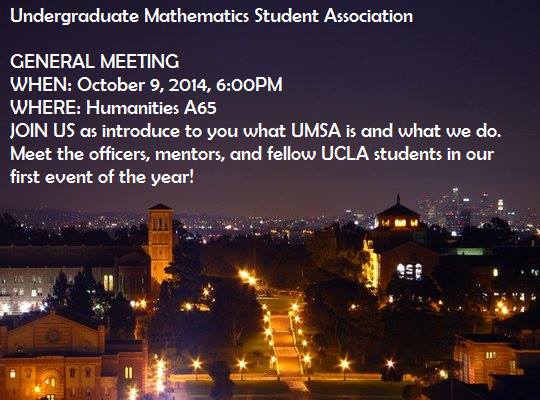 Undergraduate Mathematics Student Association
GENERAL MEETING
WHEN: October 9, 2014, 6:00PM
WHERE: Humanities A65
JOIN US as introduce to you what UMSA is and what we do.
Meet the officers, mentors, and fellow UCLA students in our
first event of the year!